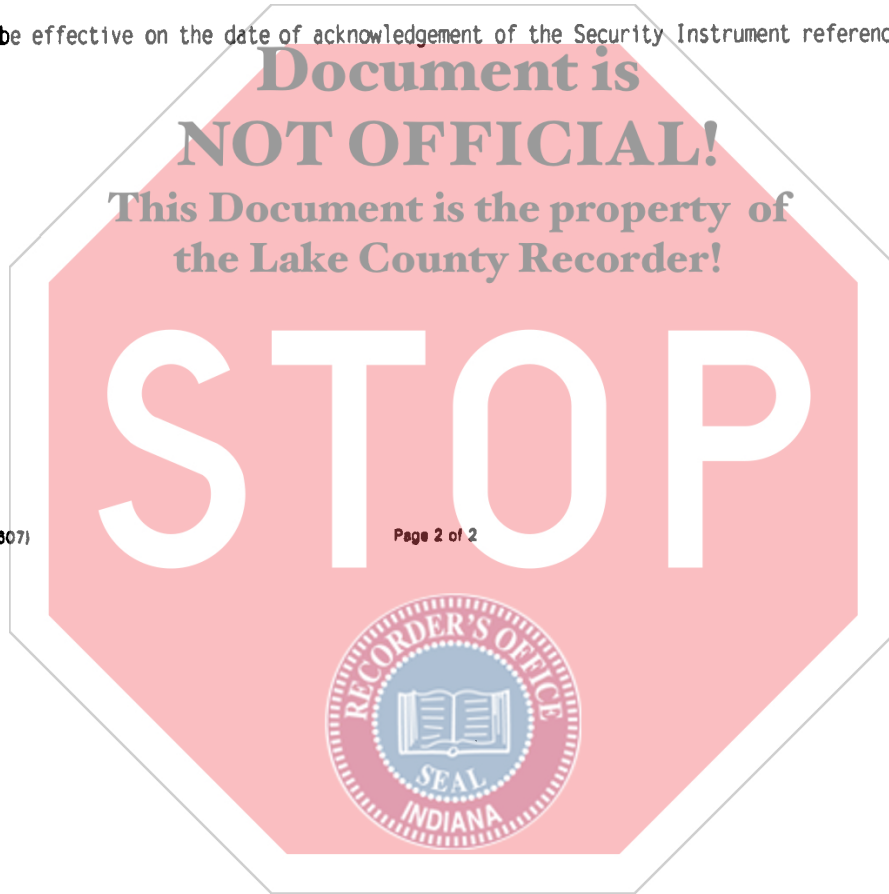 be effective on the date of acknowledgement of the Security Instrument
Document is
NOT OFFICIAL!
This Document is the property of
the Lake County Recorder!
STOP
307)
Page 2 of 2
RECORDER'S OFFICE
SEAL
INDIANA